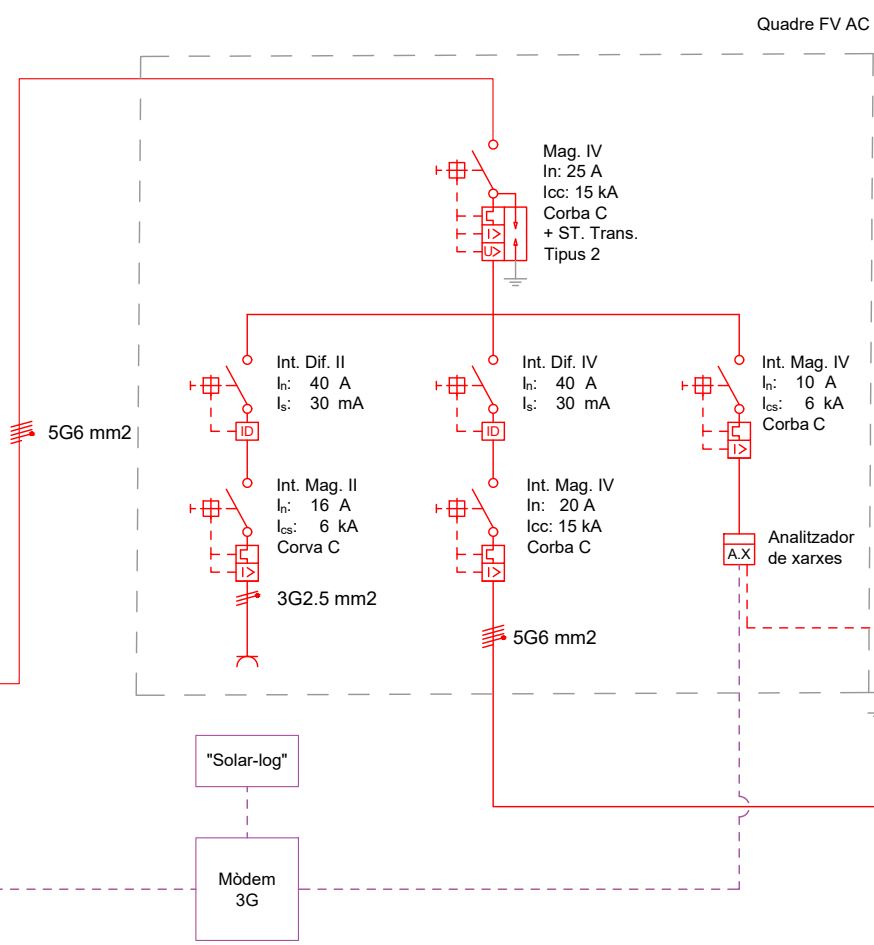 Quadre FV AC
Mag. IV
In: 25 A
Icc: 15 kA
Corba C
+ ST. Trans.
Tipus 2
I>
U>
Int. Dif. II
In: 40 A
Is: 30 mA
ID
Int. Dif. IV
In: 40 A
Is: 30 mA
ID
Int. Mag. IV
In: 10 A
Ics: 6 kA
Corba C
I>
5G6 mm2
Int. Mag. II
In: 16 A
Ics: 6 kA
Corva C
I>
3G2.5 mm2
Int. Mag. IV
In: 20 A
Icc: 15 kA
Corba C
I>
5G6 mm2
Analitzador
de xarxes
A.X
"Solar-log"
Mòdem
3G